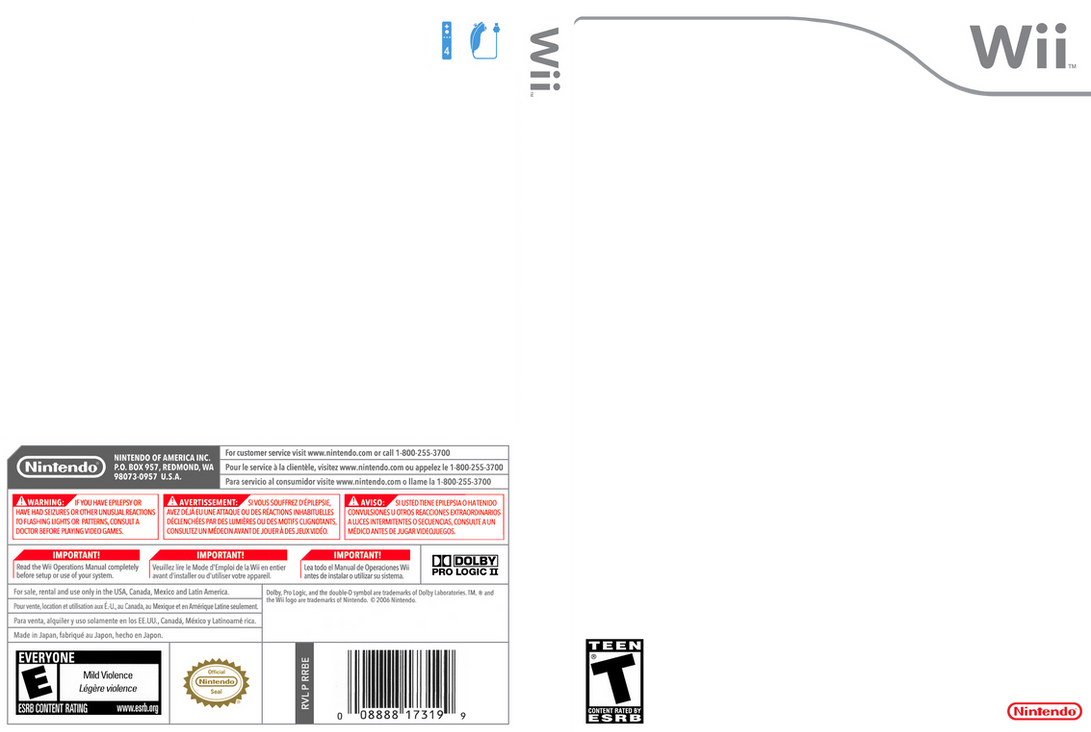 4
Wii
TM
Wii
TM
Nintendo
NINTENDO OF AMERICA INC.
P.O. BOX 957, REDMOND, WA
98073-0957 U.S.A.
For customer service visit www.nintendo.com or call 1-800-255-3700
Pour le service à la clientèle, visitez www.nintendo.com ou appelez le 1-800-255-3700
Para servicio al consumidor visite www.nintendo.com o llame la 1-800-255-3700
WARNING: IF YOU HAVE EPILEPSY OR
HAVE HAD SEIZURES OR OTHER UNUSUAL REACTIONS
TO FLASHING LIGHTS OR PATTERNS, CONSULT A
DOCTOR BEFORE PLAYING VIDEO GAMES.
AVERTISSEMENT: SI VOUS SOUFFREZ D'ÉPILEPSIE,
AVEZ DÉJÀ EU UNE ATTAQUE OU DES RÉACTIONS INHABITUELLES
DÉCLENCHÉES PAR DES LUMIÈRES OU DES MOTIFS CLIGNOTANTS,
CONSULTEZ UN MÉDECIN AVANT DE JOUER À DES JEUX VIDÉO.
AVISO: SI USTED TIENE EPILEPSIA O HA TENIDO
CONVULSIONES U OTROS REACCIONES EXTRAORDINARIOS
A LUCES INTERMITENTES O SECUENCIAS, CONSULTE A UN
MÉDICO ANTES DE JUGAR VIDEOJUEGOS.
IMPORTANT!
Read the Wii Operations Manual completely
before setup or use of your system.
IMPORTANT!
Veuillez lire le Mode d'Emploi de la Wii en entier
avant d'installer ou d'utiliser votre appareil.
IMPORTANT!
Lea todo el Manual de Operaciones Wii
antes de instalar o utilizar su sistema.
DOLBY
PRO LOGIC II
For sale, rental and use only in the USA, Canada, Mexico and Latin America.
Pour vente, location et utilisation aux É.-U., au Canada, au Mexique et en Amérique Latine seulement.
Para venta, alquiler y uso solamente en los EE.UU., Canadá, México y Latinoamé rica.
Made in Japan, fabriqué au Japon, hecho en Japon.
Dolby, Pro Logic, and the double-D symbol are trademarks of Dolby Laboratories. TM, ® and
the Wii logo are trademarks of Nintendo. © 2006 Nintendo.
EVERYONE
E
Mild Violence
Légère violence
ESRB CONTENT RATING www.esrb.org
Official
Nintendo
Seal
RVL P RRBE
0 08888 17319 9
TEEN
T
®
CONTENT RATED BY
ESRB
Nintendo